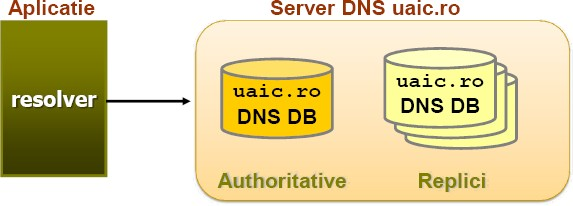 Aplicatie
Server DNS uaic.ro
resolver
uaic.ro
DNS DB
uaic.ro
DNS DB
Authoritative
Replici